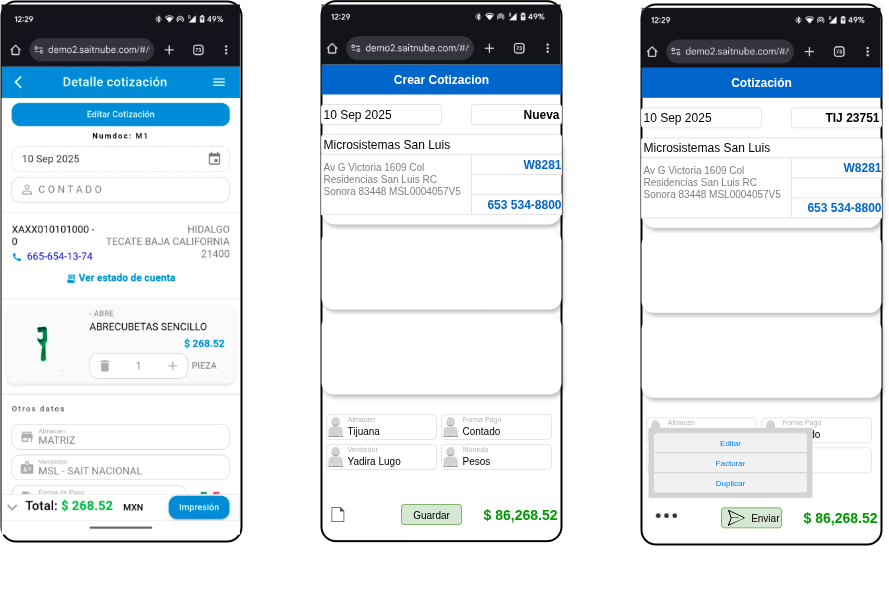 12:29
49%
demo2.saitnube.com/#/
73
Detalle cotización
Editar Cotización
Numdoc: M1
10 Sep 2025
CONTADO
XAXX010101000 -
0
665-654-13-74
HIDALGO
TECATE BAJA CALIFORNIA
21400
Ver estado de cuenta
- ABRE
ABRECUBETAS SENCILLO
$ 268.52
1
PIEZA
Otros datos
Almacén
MATRIZ
Vendedor
MSL - SAIT NACIONAL
Forma de Pago
Total: $ 268.52 MXN
Impresión
12:29
49%
demo2.saitnube.com/#/
73
Crear Cotizacion
10 Sep 2025
Nueva
Microsistemas San Luis
Av G Victoria 1609 Col
Residencias San Luis RC
Sonora 83448 MSL0004057V5
W8281
653 534-8800
Almacen
Tijuana
Forma Pago
Contado
Vendedor
Yadira Lugo
Moneda
Pesos
Guardar
$ 86,268.52
12:29
49%
demo2.saitnube.com/#/
73
Cotización
10 Sep 2025
TIJ 23751
Microsistemas San Luis
Av G Victoria 1609 Col
Residencias San Luis RC
Sonora 83448 MSL0004057V5
W8281
653 534-8800
Almacen
Forma Pago
do
Editar
Facturar
Duplicar
Enviar
$ 86,268.52